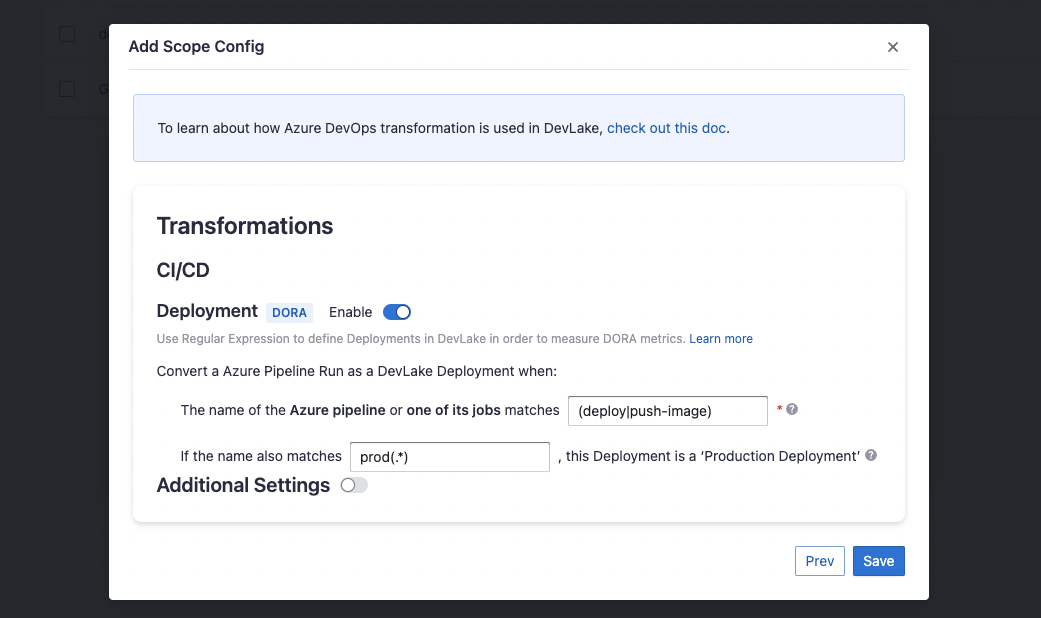 Add Scope Config
To learn about how Azure DevOps transformation is used in DevLake, check out this doc.
Transformations
CI/CD
Deployment DORA Enable
Use Regular Expression to define Deployments in DevLake in order to measure DORA metrics. Learn more
Convert a Azure Pipeline Run as a DevLake Deployment when:
The name of the Azure pipeline or one of its jobs matches (deploy|push-image) * ?
If the name also matches prod(.*) , this Deployment is a ‘Production Deployment’ ?
Additional Settings
Prev Save